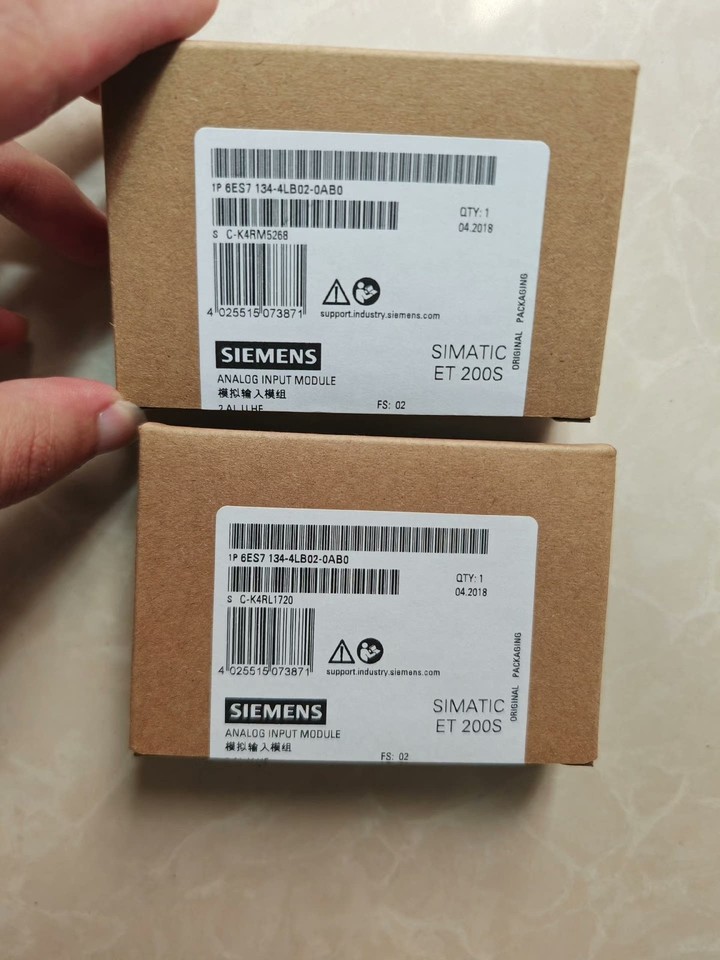 1P 6ES7 134-4LB02-0AB0
QTY: 1
04.2018
S C-K4RM5268
4 025515 073871
support.industry.siemens.com
ORIGINAL PACKAGING
SIEMENS
SIMATIC
ET 200S
ANALOG INPUT MODULE
模拟输入模组
2 AI U HF
FS: 02
1P 6ES7 134-4LB02-0AB0
QTY: 1
04.2018
S C-K4RL1720
4 025515 073871
support.industry.siemens.com
ORIGINAL PACKAGING
SIEMENS
SIMATIC
ET 200S
ANALOG INPUT MODULE
模拟输入模组
FS: 02